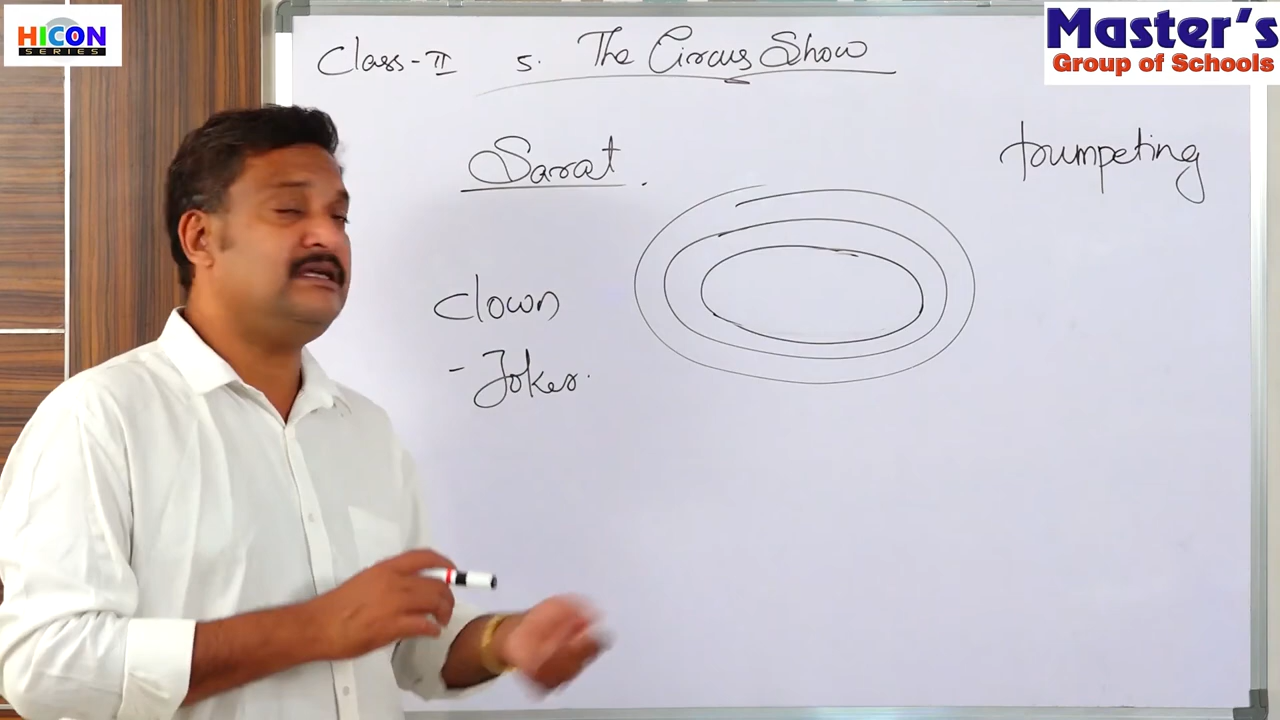 HICON
SERIES
Master's
Group of Schools
Class-II 5. The Circus Show
Sarat.
trumpeting
Clown
-Joker.